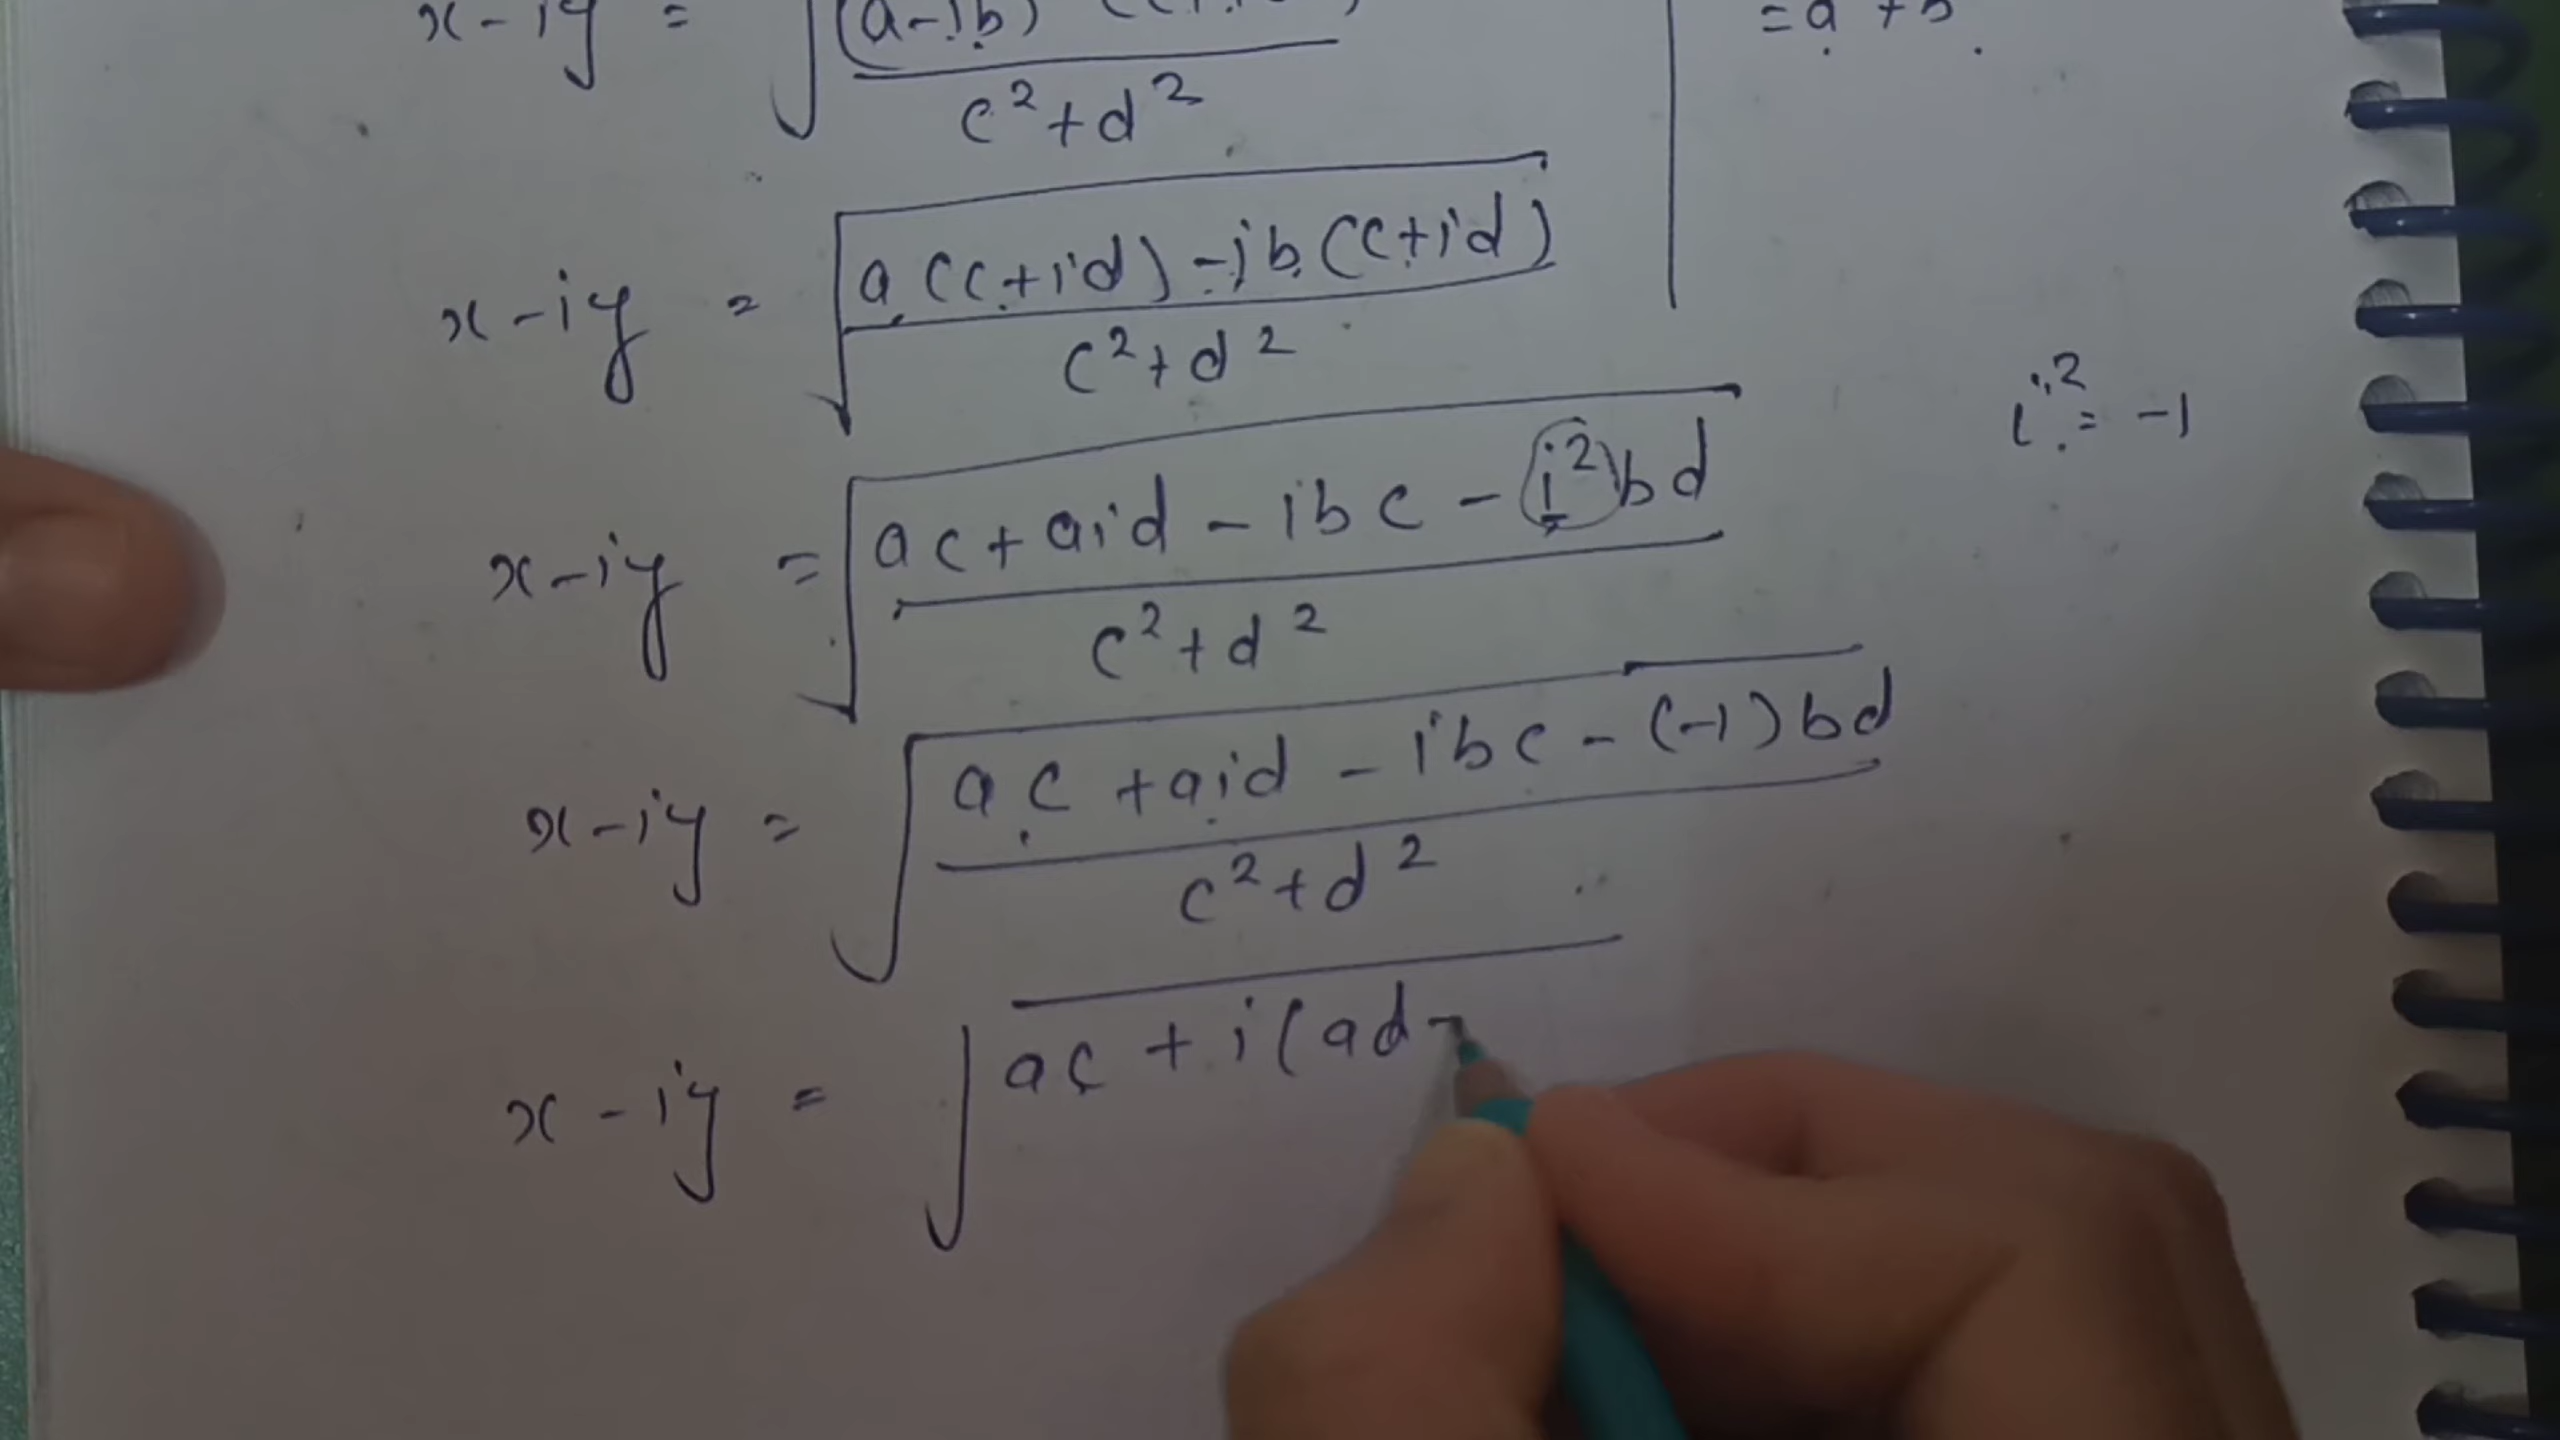 x-iy = √(a-ib)
c²+d²
= a + b
x-iy = √a(c+id)-ib(c+id)
c²+d²
i² = -1
x-iy = √ac+aid-ibc-i²bd
c²+d²
x-iy = √ac+aid-ibc-(-1)bd
c²+d²
x-iy = √ac+i(ad-